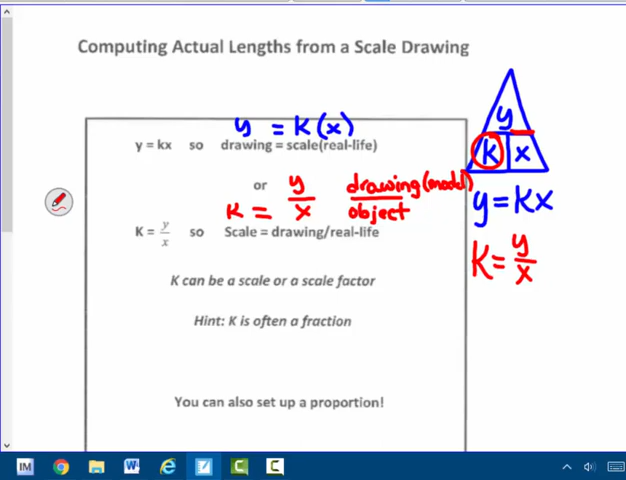 Computing Actual Lengths from a Scale Drawing
y = k(x)
y = kx so drawing = scale(real-life)
or
K = y/x drawing(model)/object
K = y/x so Scale = drawing/real-life
K can be a scale or a scale factor
Hint: K is often a fraction
You can also set up a proportion!
y
k x
y = kx
K = y/x
IM